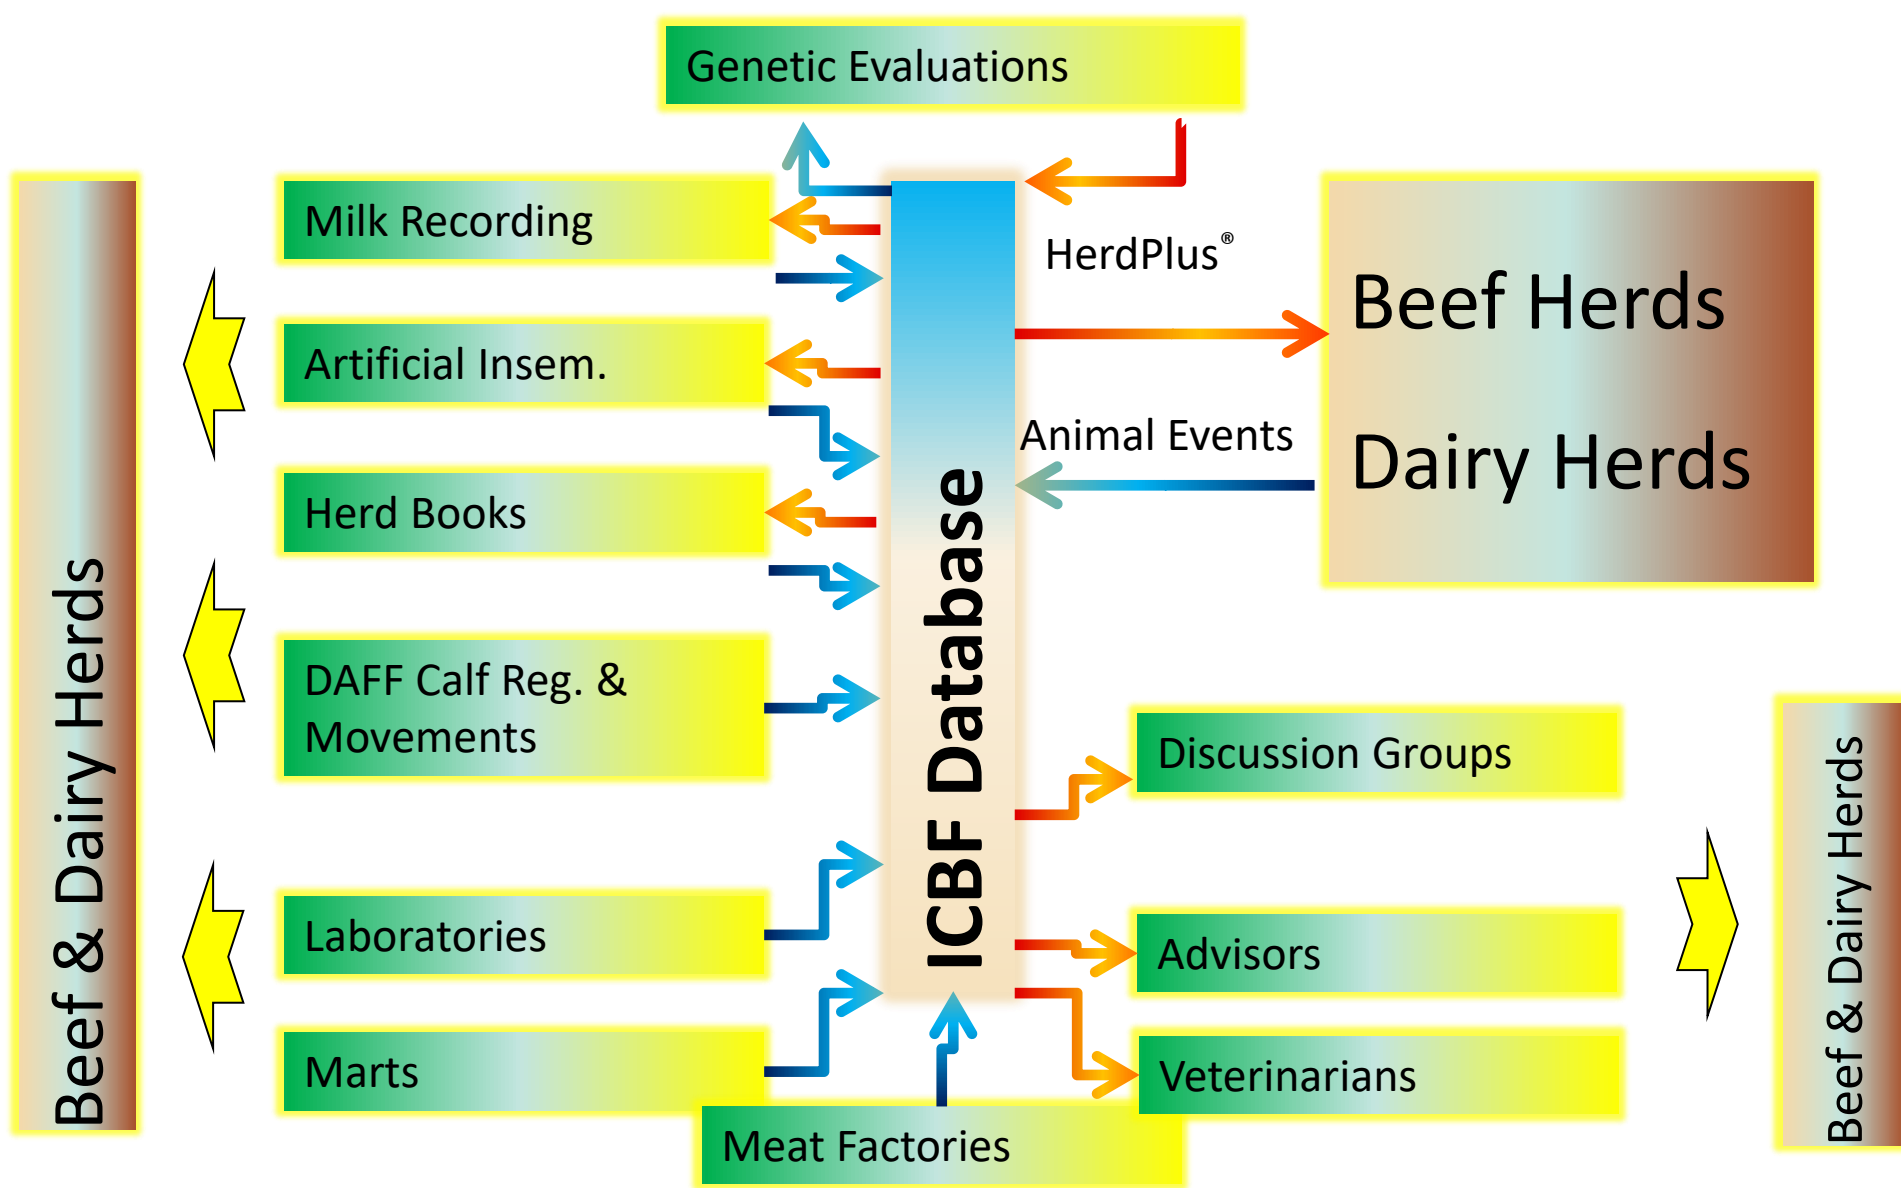 Genetic Evaluations
Beef & Dairy Herds
Milk Recording
Artificial Insem.
Herd Books
DAFF Calf Reg. &
Movements
Laboratories
Marts
Meat Factories
ICBF Database
HerdPlus®
Animal Events
Beef Herds
Dairy Herds
Discussion Groups
Advisors
Veterinarians
Beef & Dairy Herds